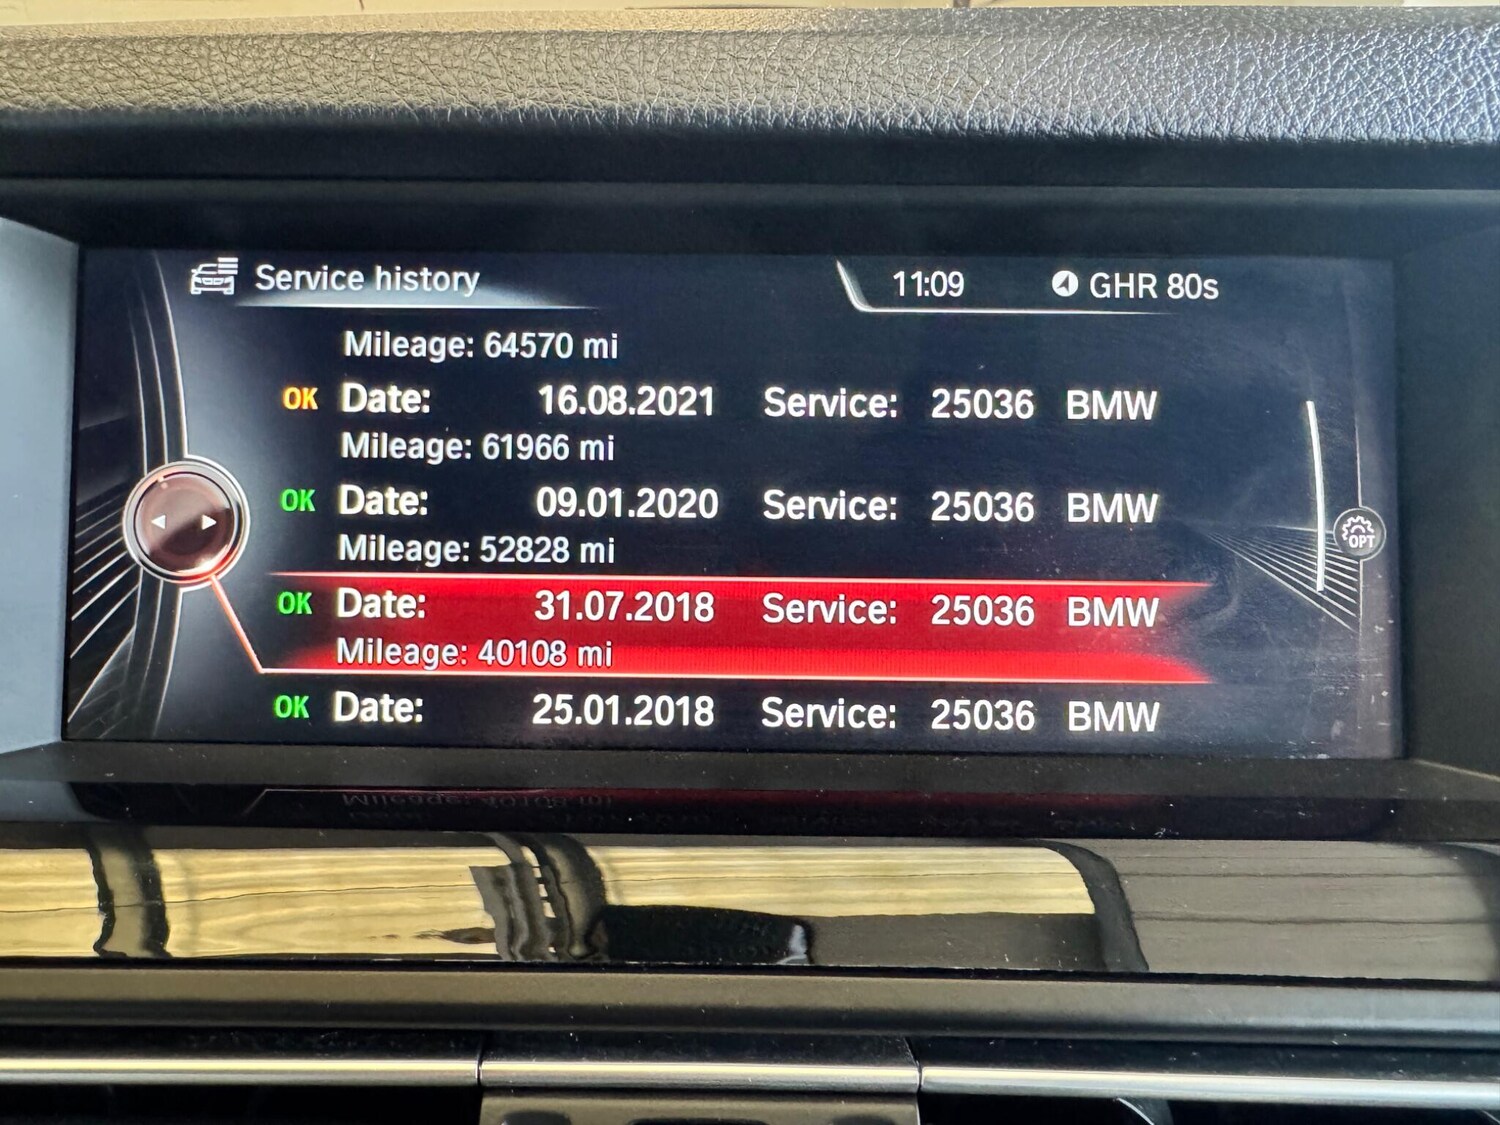 Service history 11:09 GHR 80s
Mileage: 64570 mi
OK Date: 16.08.2021 Service: 25036 BMW
Mileage: 61966 mi
OK Date: 09.01.2020 Service: 25036 BMW
Mileage: 52828 mi
OPT
OK Date: 31.07.2018 Service: 25036 BMW
Mileage: 40108 mi
OK Date: 25.01.2018 Service: 25036 BMW